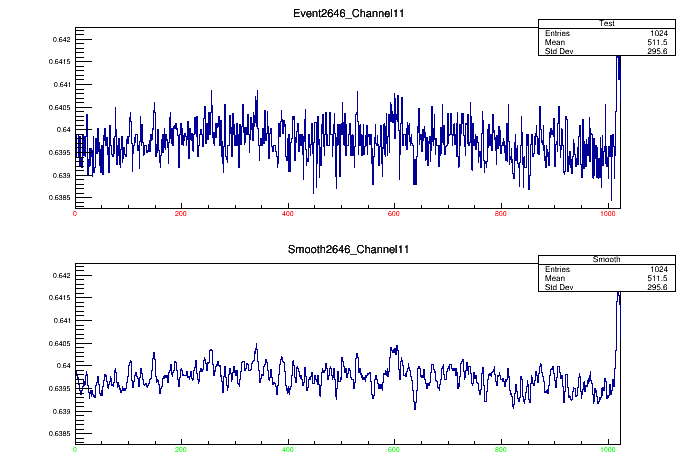 Event2646_Channel11
Test
Entries 1024
Mean 511.5
Std Dev 295.6
0.642
0.6415
0.641
0.6405
0.64
0.6395
0.639
0.6385
0 200 400 600 800 1000
Smooth2646_Channel11
Smooth
Entries 1024
Mean 511.5
Std Dev 295.6
0.642
0.6415
0.641
0.6405
0.64
0.6395
0.639
0.6385
0 200 400 600 800 1000